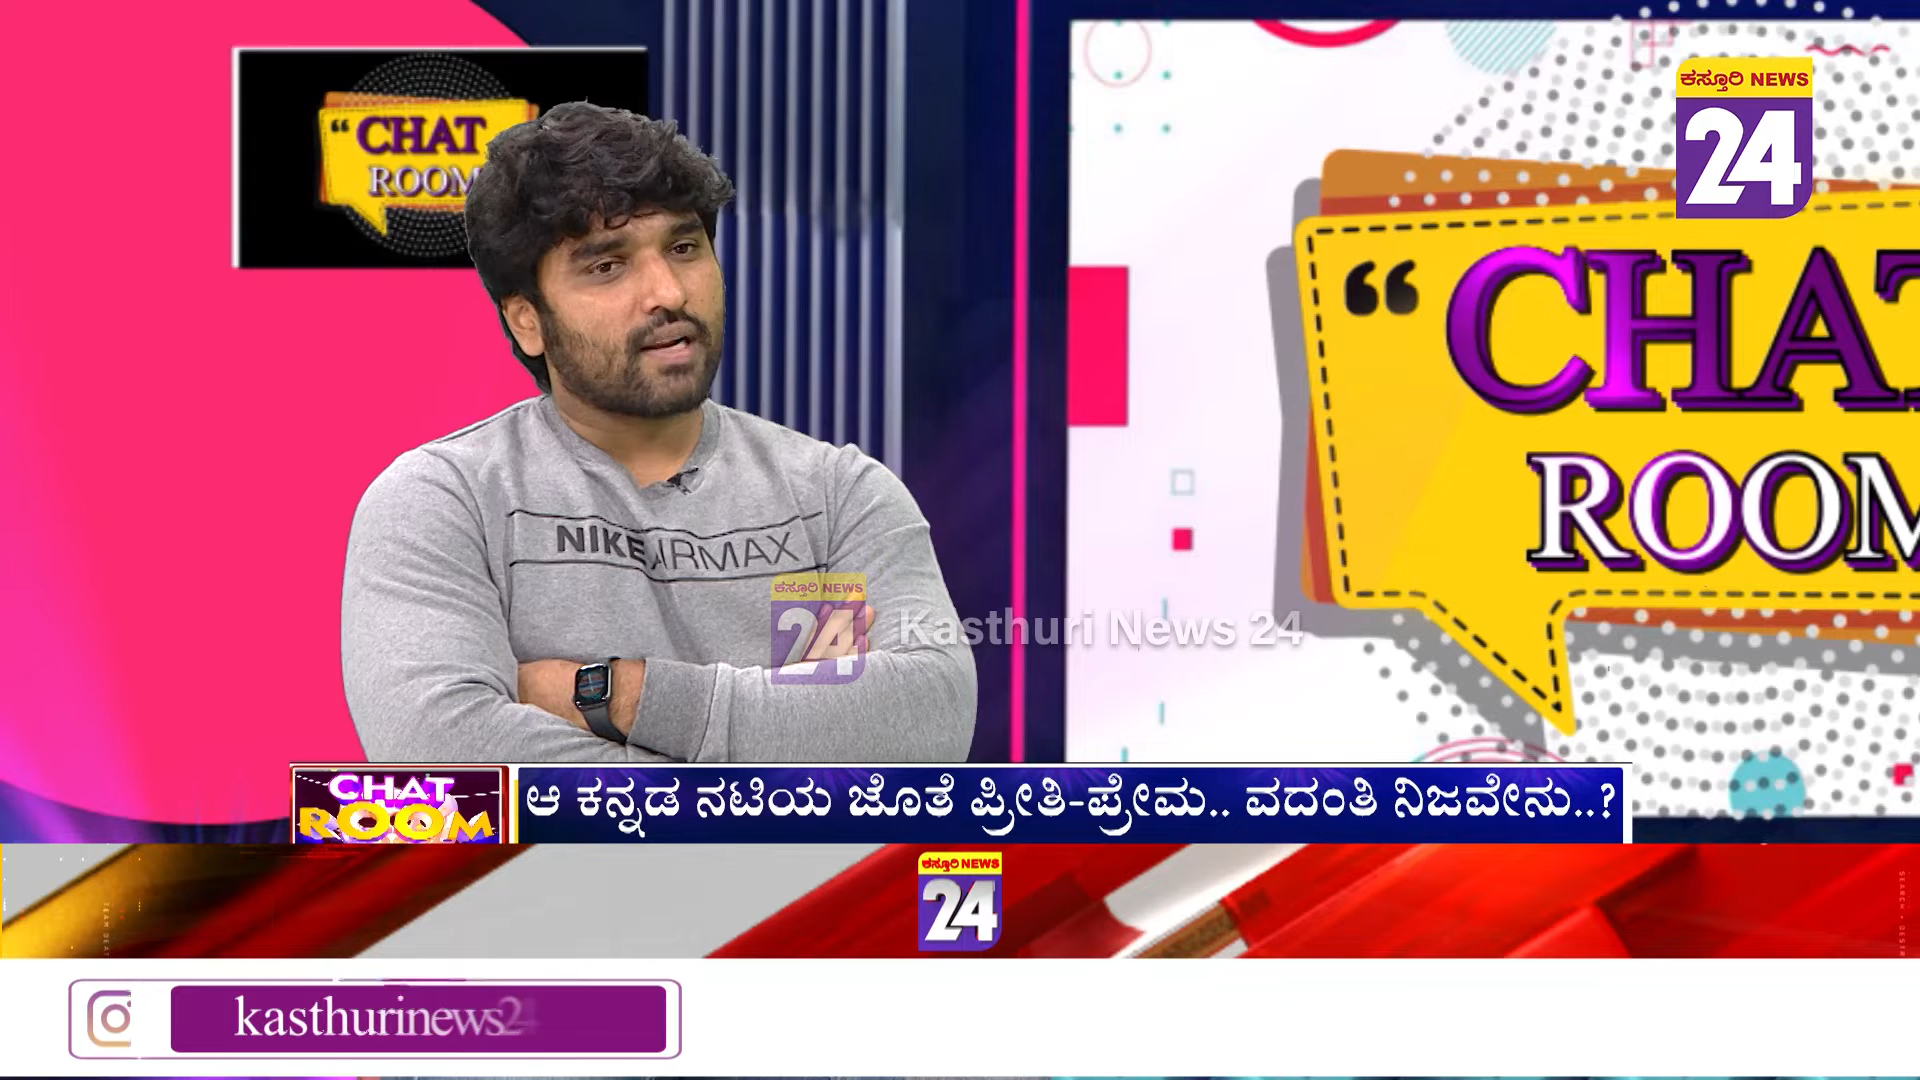 ಕಸ್ತೂರಿ NEWS
24
“CHAT
ROOM
“CHAT
ROOM
NIKE AIRMAX
ಕಸ್ತೂರಿ NEWS
24
Kasthuri News 24
CHAT
ROOM
ಆ ಕನ್ನಡ ನಟಿಯ ಜೊತೆ ಪ್ರೀತಿ-ಪ್ರೇಮ.. ವದಂತಿ ನಿಜವೇನು..?
ಕಸ್ತೂರಿ NEWS
24
kasthurinews24